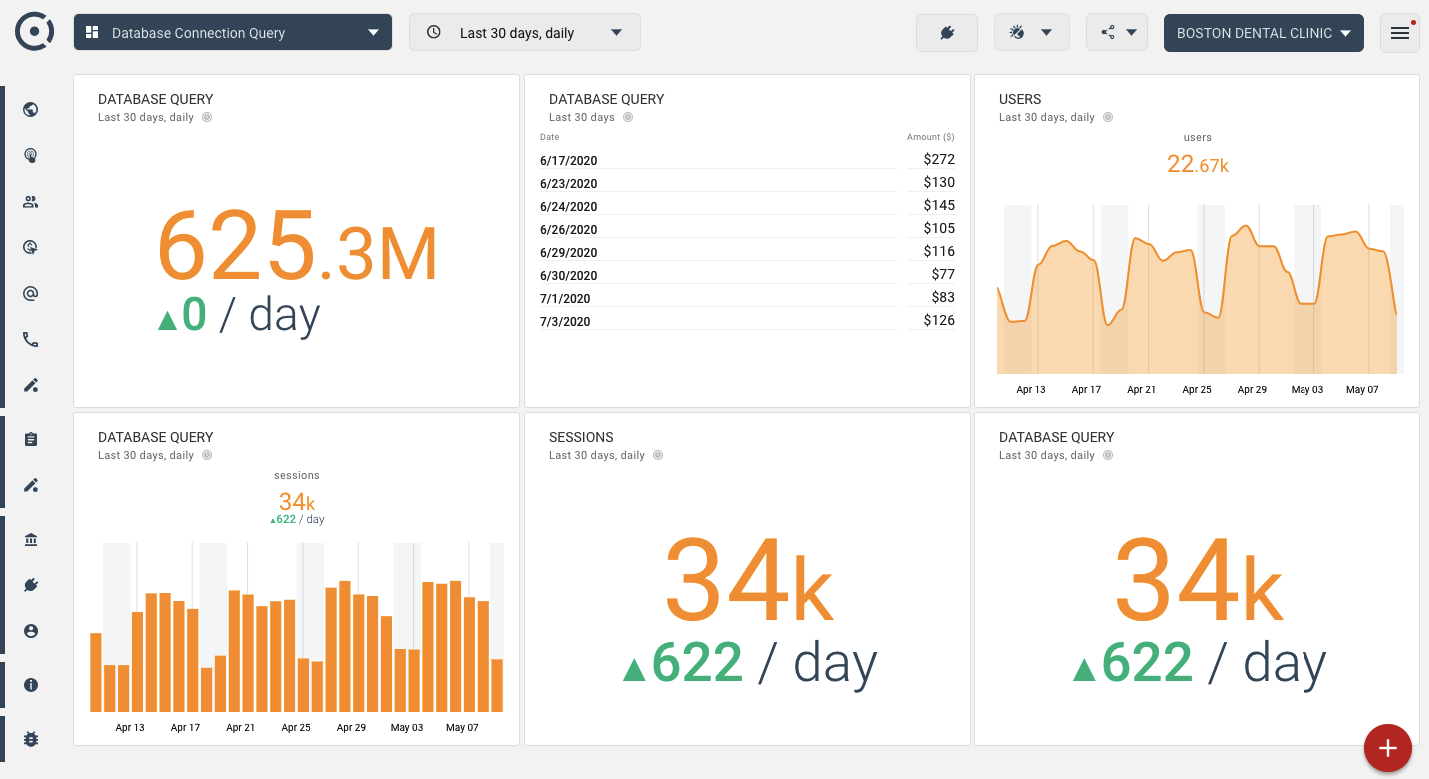 Database Connection Query
Last 30 days, daily
BOSTON DENTAL CLINIC
DATABASE QUERY
Last 30 days, daily
625.3M
▲0 / day
DATABASE QUERY
Last 30 days
Date Amount ($)
6/17/2020 $272
6/23/2020 $130
6/24/2020 $145
6/26/2020 $105
6/29/2020 $116
6/30/2020 $77
7/1/2020 $83
7/3/2020 $126
USERS
Last 30 days, daily
users
22.67k
Apr 13 Apr 17 Apr 21 Apr 25 Apr 29 May 03 May 07
DATABASE QUERY
Last 30 days, daily
sessions
34k
▲622 / day
Apr 13 Apr 17 Apr 21 Apr 25 Apr 29 May 03 May 07
SESSIONS
Last 30 days, daily
34k
▲622 / day
DATABASE QUERY
Last 30 days, daily
34k
▲622 / day